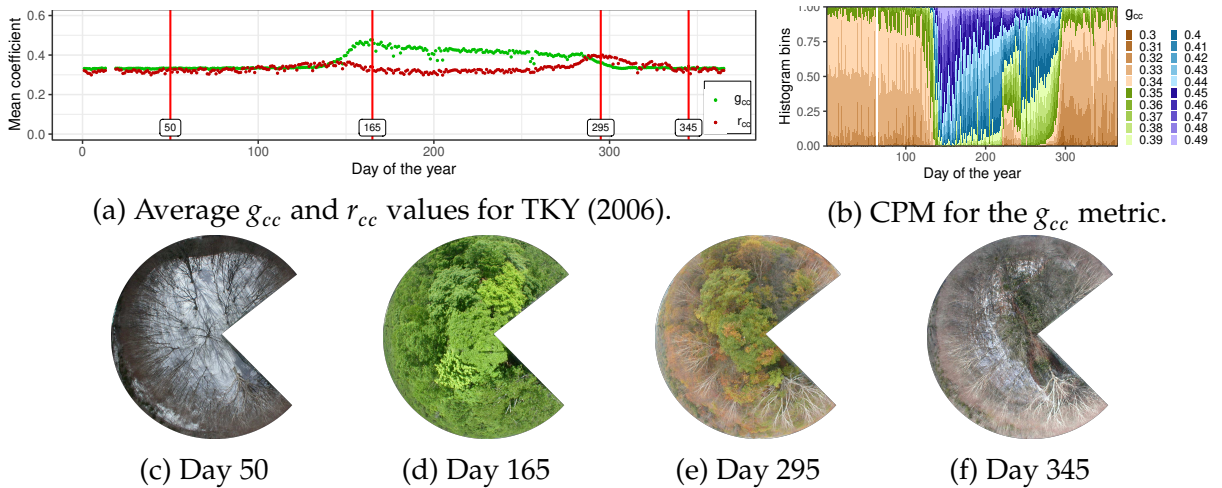 0.6
0.4
0.2
0.0
Mean coefficient
50
165
295
345
g_cc
r_cc
0
100
200
300
Day of the year
1.00
0.75
0.50
0.25
0.00
Histogram bins
100
200
300
Day of the year
g_cc
0.3 0.4
0.31 0.41
0.32 0.42
0.33 0.43
0.34 0.44
0.35 0.45
0.36 0.46
0.37 0.47
0.38 0.48
0.39 0.49
(a) Average g_cc and r_cc values for TKY (2006).
(b) CPM for the g_cc metric.
(c) Day 50
(d) Day 165
(e) Day 295
(f) Day 345